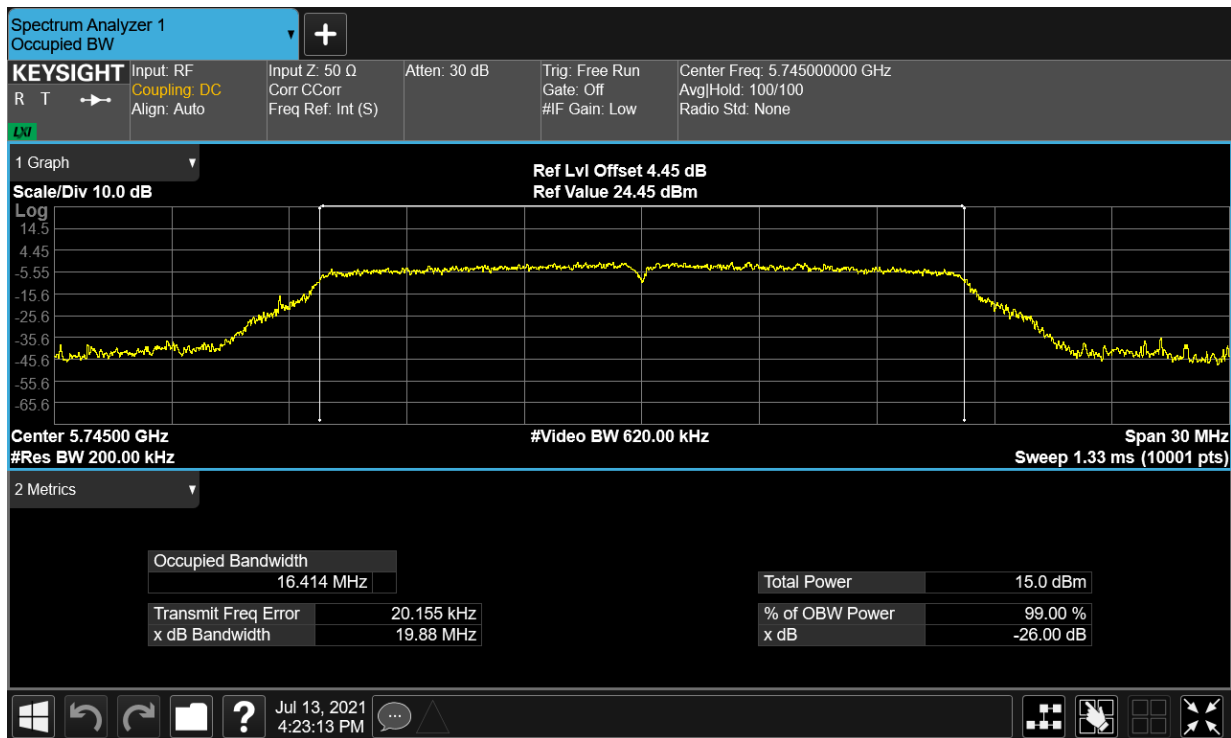 Spectrum Analyzer 1
Occupied BW
KEYSIGHT
R T
LXI
Input: RF
Coupling: DC
Align: Auto
Input Z: 50 Ω
Corr CCorr
Freq Ref: Int (S)
Atten: 30 dB
Trig: Free Run
Gate: Off
#IF Gain: Low
Center Freq: 5.745000000 GHz
Avg|Hold: 100/100
Radio Std: None
1 Graph
Scale/Div 10.0 dB
Ref Lvl Offset 4.45 dB
Ref Value 24.45 dBm
Log
14.5
4.45
-5.55
-15.6
-25.6
-35.6
-45.6
-55.6
-65.6
Center 5.74500 GHz
#Res BW 200.00 kHz
#Video BW 620.00 kHz
Span 30 MHz
Sweep 1.33 ms (10001 pts)
2 Metrics
Occupied Bandwidth
16.414 MHz
Transmit Freq Error 20.155 kHz
x dB Bandwidth 19.88 MHz
Total Power 15.0 dBm
% of OBW Power 99.00 %
x dB -26.00 dB
?
Jul 13, 2021
4:23:13 PM